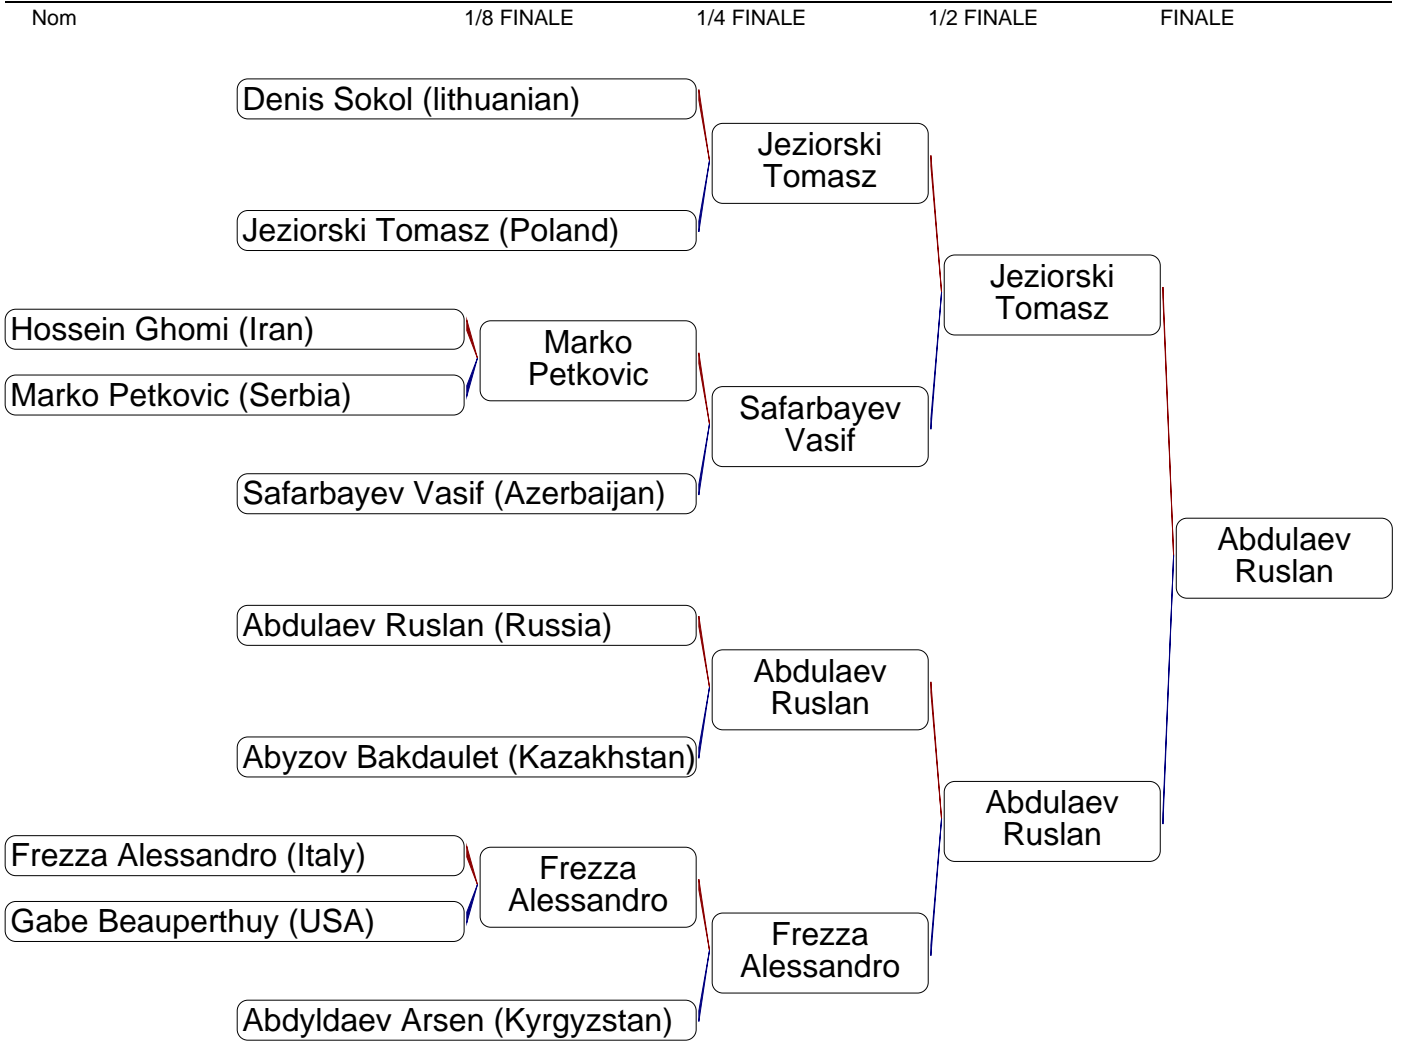 Nom 1/8 FINALE 1/4 FINALE 1/2 FINALE FINALE
Denis Sokol (lithuanian)
Jeziorski
Tomasz
Jeziorski Tomasz (Poland)
Jeziorski
Tomasz
Hossein Ghomi (Iran)
Marko
Petkovic
Marko Petkovic (Serbia)
Safarbayev
Vasif
Safarbayev Vasif (Azerbaijan)
Abdulaev
Ruslan
Abdulaev Ruslan (Russia)
Abdulaev
Ruslan
Abyzov Bakdaulet (Kazakhstan)
Abdulaev
Ruslan
Frezza Alessandro (Italy)
Frezza
Alessandro
Gabe Beauperthuy (USA)
Frezza
Alessandro
Abdyldaev Arsen (Kyrgyzstan)